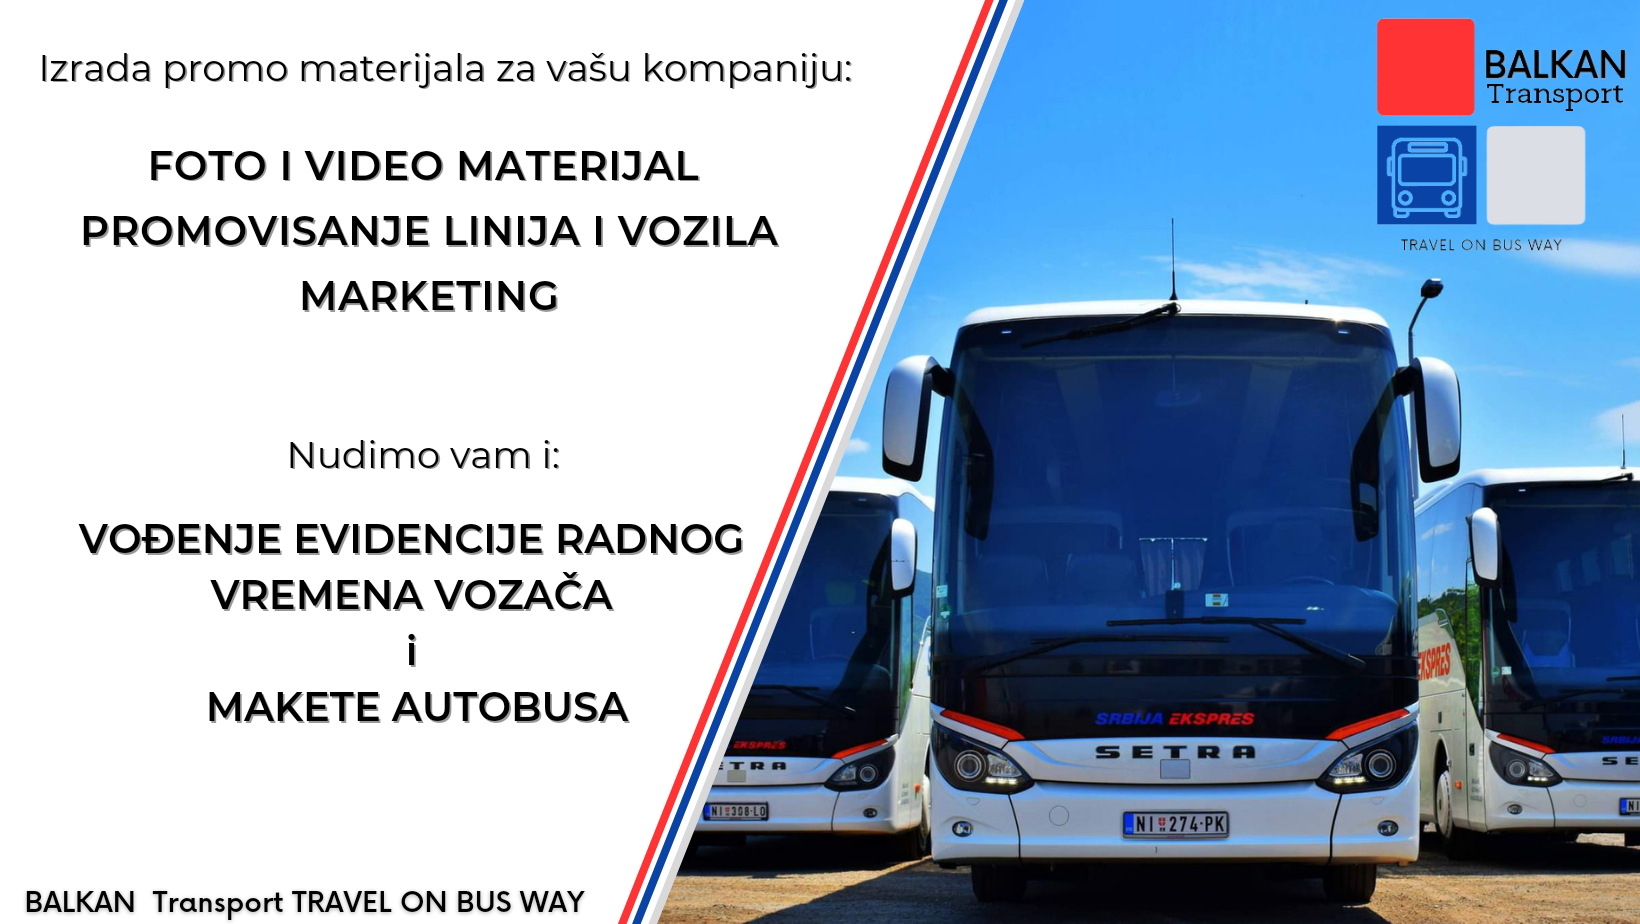 Izrada promo materijala za vašu kompaniju:
FOTO I VIDEO MATERIJAL
PROMOVISANJE LINIJA I VOZILA
MARKETING
Nudimo vam i:
VOĐENJE EVIDENCIJE RADNOG
VREMENA VOZAČA
i
MAKETE AUTOBUSA
BALKAN Transport TRAVEL ON BUS WAY
BALKAN
Transport
TRAVEL ON BUS WAY
SRBIJA EKSPRES
SETRA
NI 274-PK
EKSPRES
NI 308-LO
EKSPRES